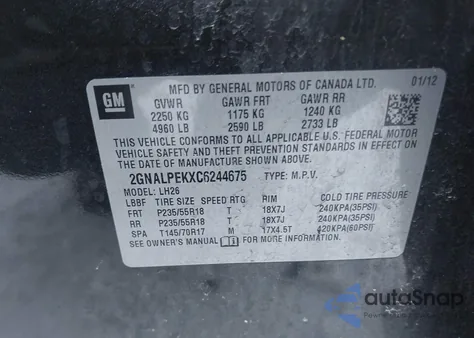 GM
MFD BY GENERAL MOTORS OF CANADA LTD. 01/12
GVWR GAWR FRT GAWR RR
2250 KG 1175 KG 1240 KG
4960 LB 2590 LB 2733 LB
THIS VEHICLE CONFORMS TO ALL APPLICABLE U.S. FEDERAL MOTOR
VEHICLE SAFETY, AND THEFT PREVENTION STANDARDS IN EFFECT
ON THE DATE OF MANUFACTURE SHOWN ABOVE.
2GNALPEKXC6244675 TYPE: M.P.V.
MODEL: LH26
LBBF TIRE SIZE SPEED RTG RIM COLD TIRE PRESSURE
FRT P235/55R18 T 18X7J 240KPA(35PSI)
RR P235/55R18 T 18X7J 240KPA(35PSI)
SPA T145/70R17 M 17X4.5T 420KPA(60PSI)
SEE OWNER'S MANUAL FOR MORE INFORMATION.
autoSnap